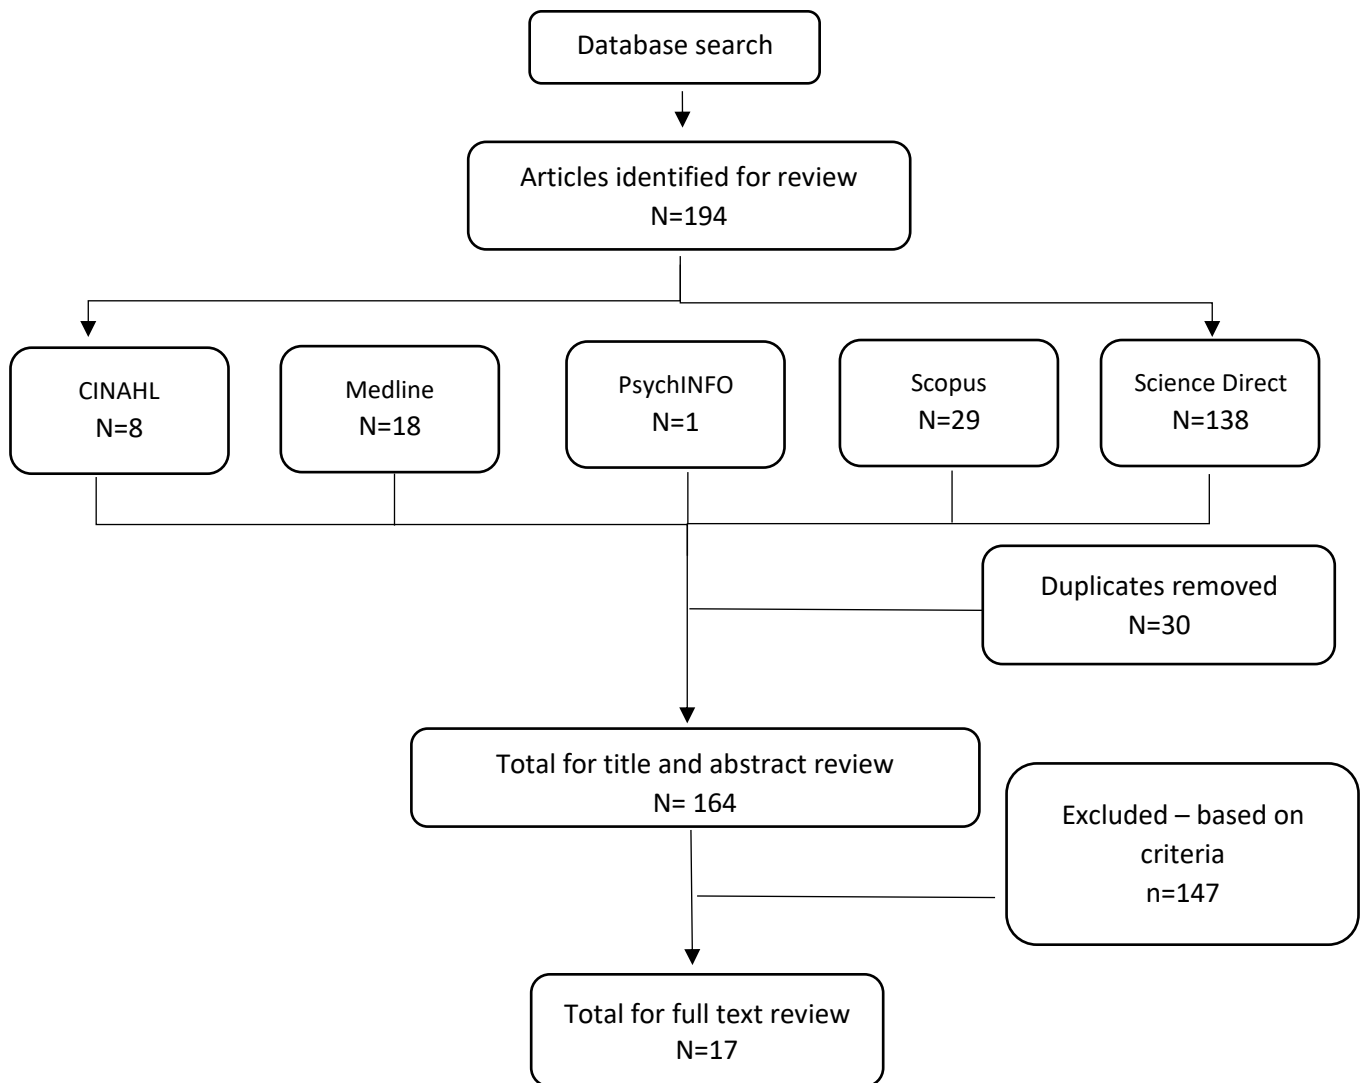 Database search
Articles identified for review
N=194
CINAHL
N=8
Medline
N=18
PsychINFO
N=1
Scopus
N=29
Science Direct
N=138
Duplicates removed
N=30
Total for title and abstract review
N= 164
Excluded – based on
criteria
n=147
Total for full text review
N=17